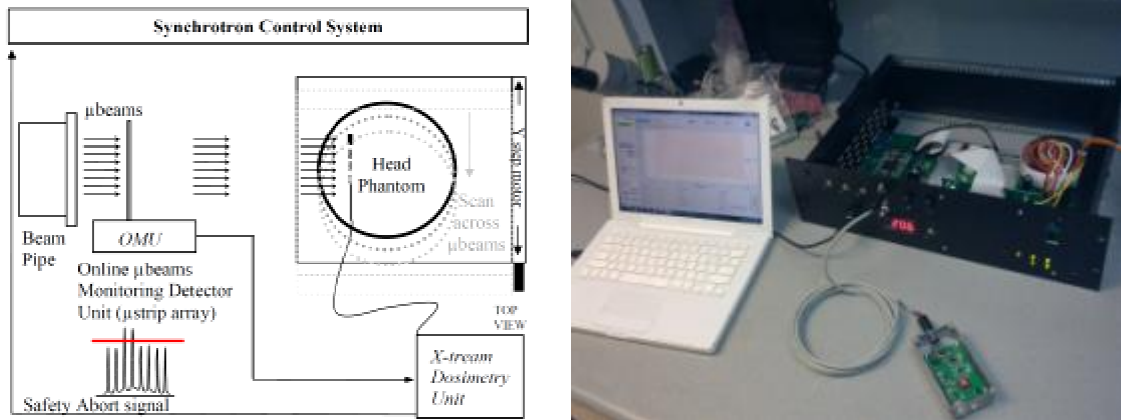 Synchrotron Control System
µbeams
Head
Phantom
Y step motor
Scan
across
µbeams
Beam
Pipe
OMU
Online µbeams
Monitoring Detector
Unit (µstrip array)
TOP
VIEW
X-tream
Dosimetry
Unit
Safety Abort signal